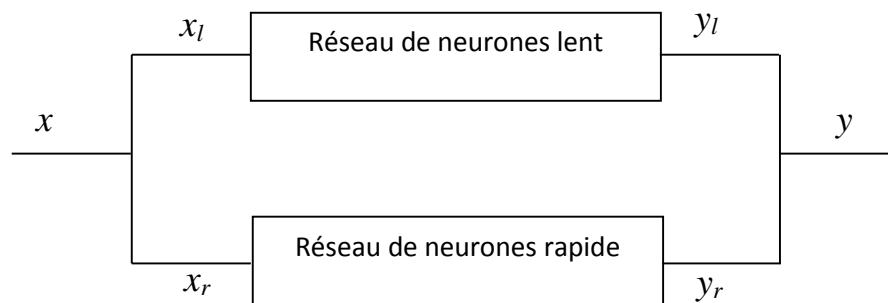 x_l
Réseau de neurones lent
y_l
x
y
Réseau de neurones rapide
x_r
y_r